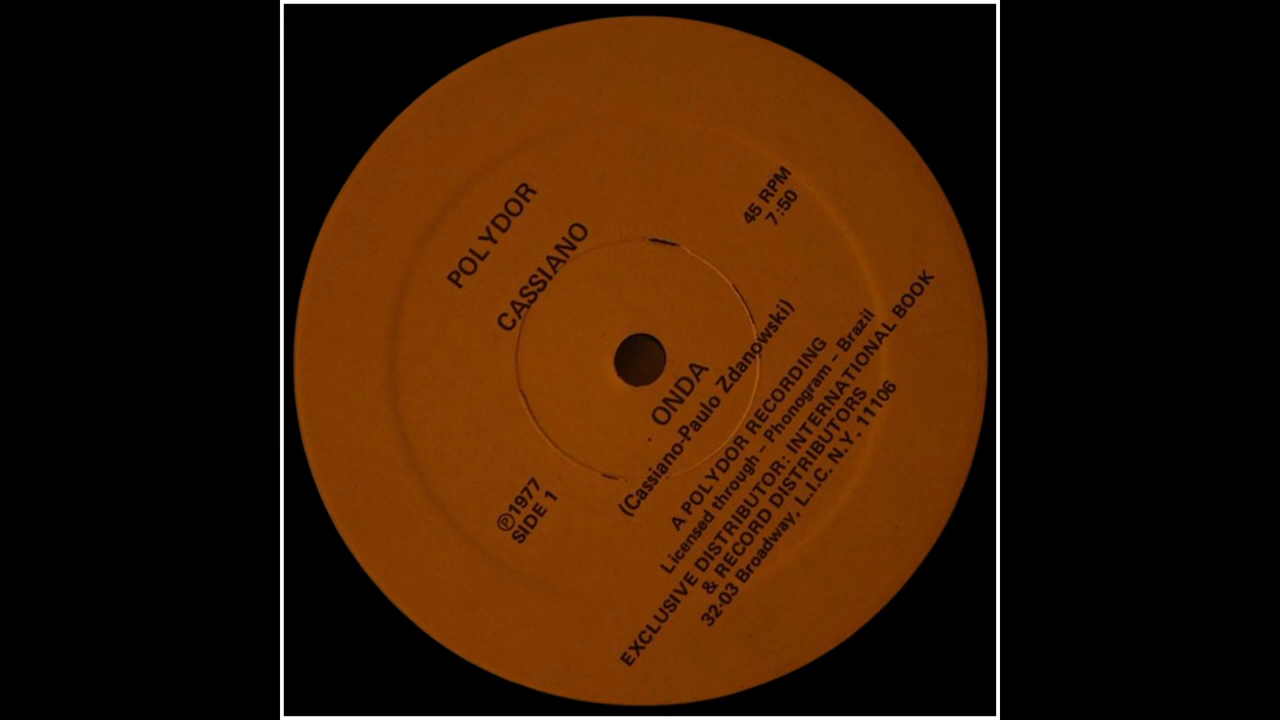 POLYDOR
CASSIANO
45 RPM
7:50
ONDA
(Cassiano-Paulo Zdanowski)
℗1977
SIDE 1
A POLYDOR RECORDING
Licensed through – Phonogram – Brazil
EXCLUSIVE DISTRIBUTOR: INTERNATIONAL BOOK
& RECORD DISTRIBUTORS
32-03 Broadway, L.I.C. N.Y. 11106